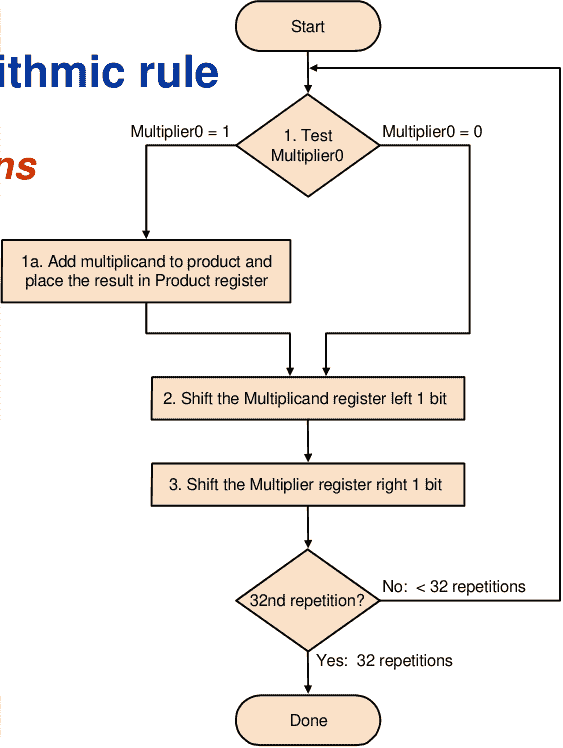 Start
ithmic rule
Multiplier0 = 1
1. Test
Multiplier0
Multiplier0 = 0
ns
1a. Add multiplicand to product and
place the result in Product register
2. Shift the Multiplicand register left 1 bit
3. Shift the Multiplier register right 1 bit
32nd repetition?
No: < 32 repetitions
Yes: 32 repetitions
Done